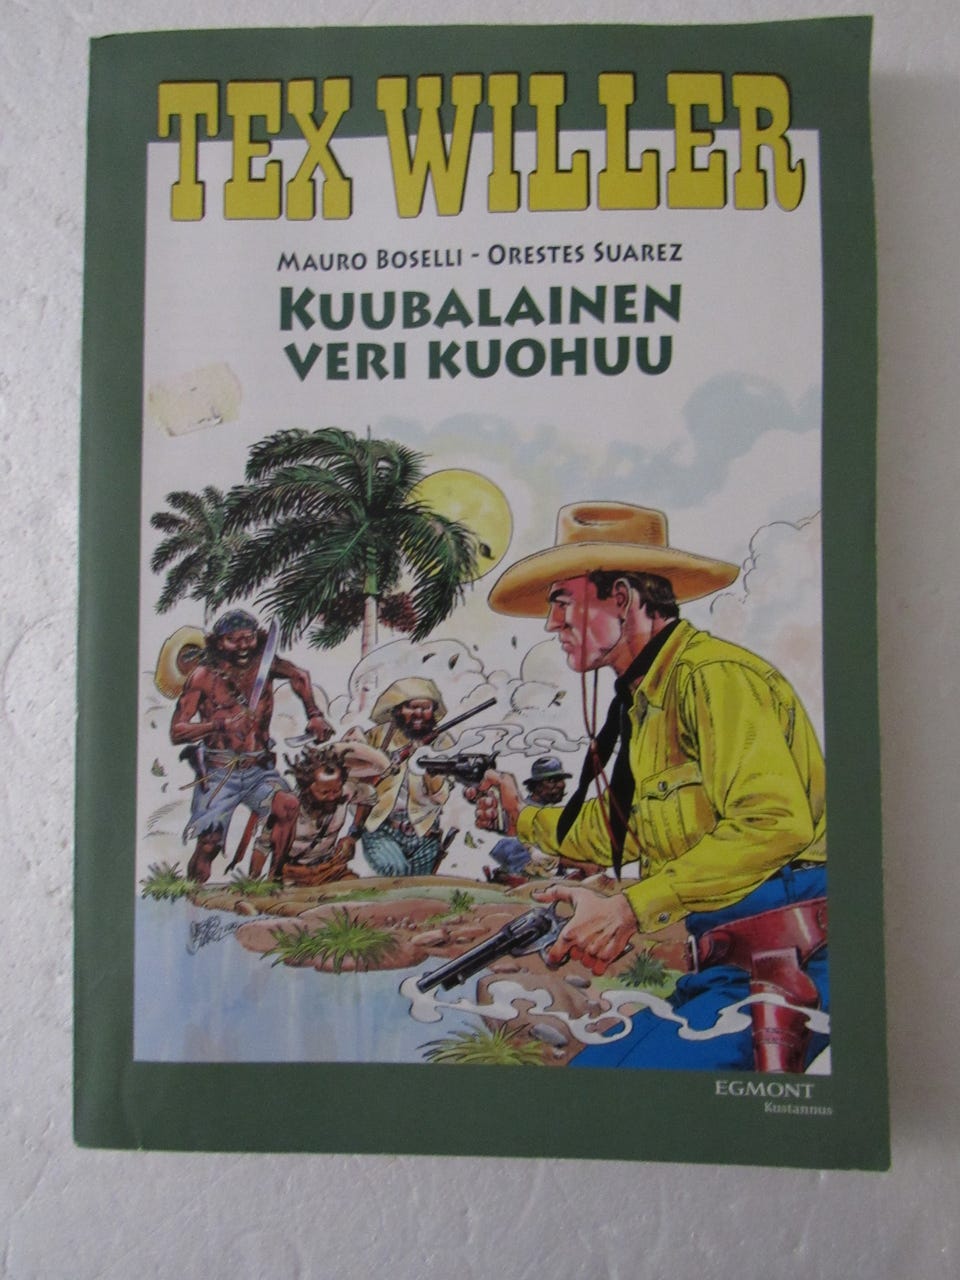 TEX WILLER
MAURO BOSELLI - ORESTES SUAREZ
KUUBALAINEN
VERI KUOHUU
EGMONT
Kustannus